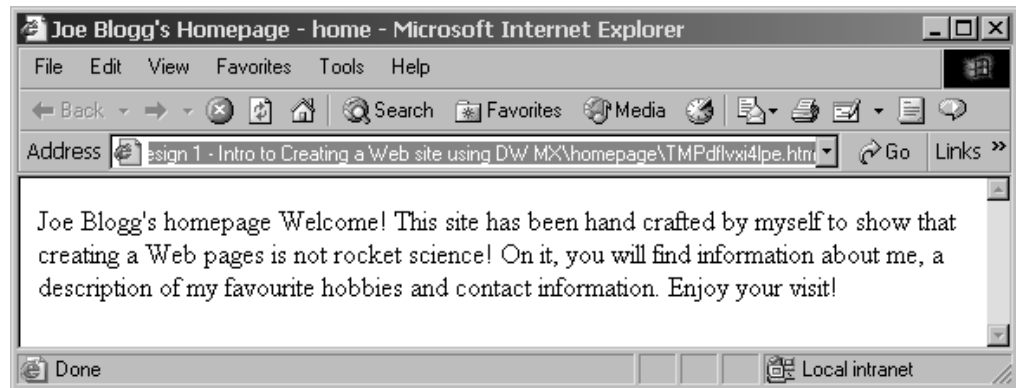 Joe Blogg's Homepage - home - Microsoft Internet Explorer
File Edit View Favorites Tools Help
Back Search Favorites Media
Address esign 1 - Intro to Creating a Web site using DW MX\homepage\TMPdflvxi4lpe.htm Go Links »
Joe Blogg's homepage Welcome! This site has been hand crafted by myself to show that
creating a Web pages is not rocket science! On it, you will find information about me, a
description of my favourite hobbies and contact information. Enjoy your visit!
Done Local intranet